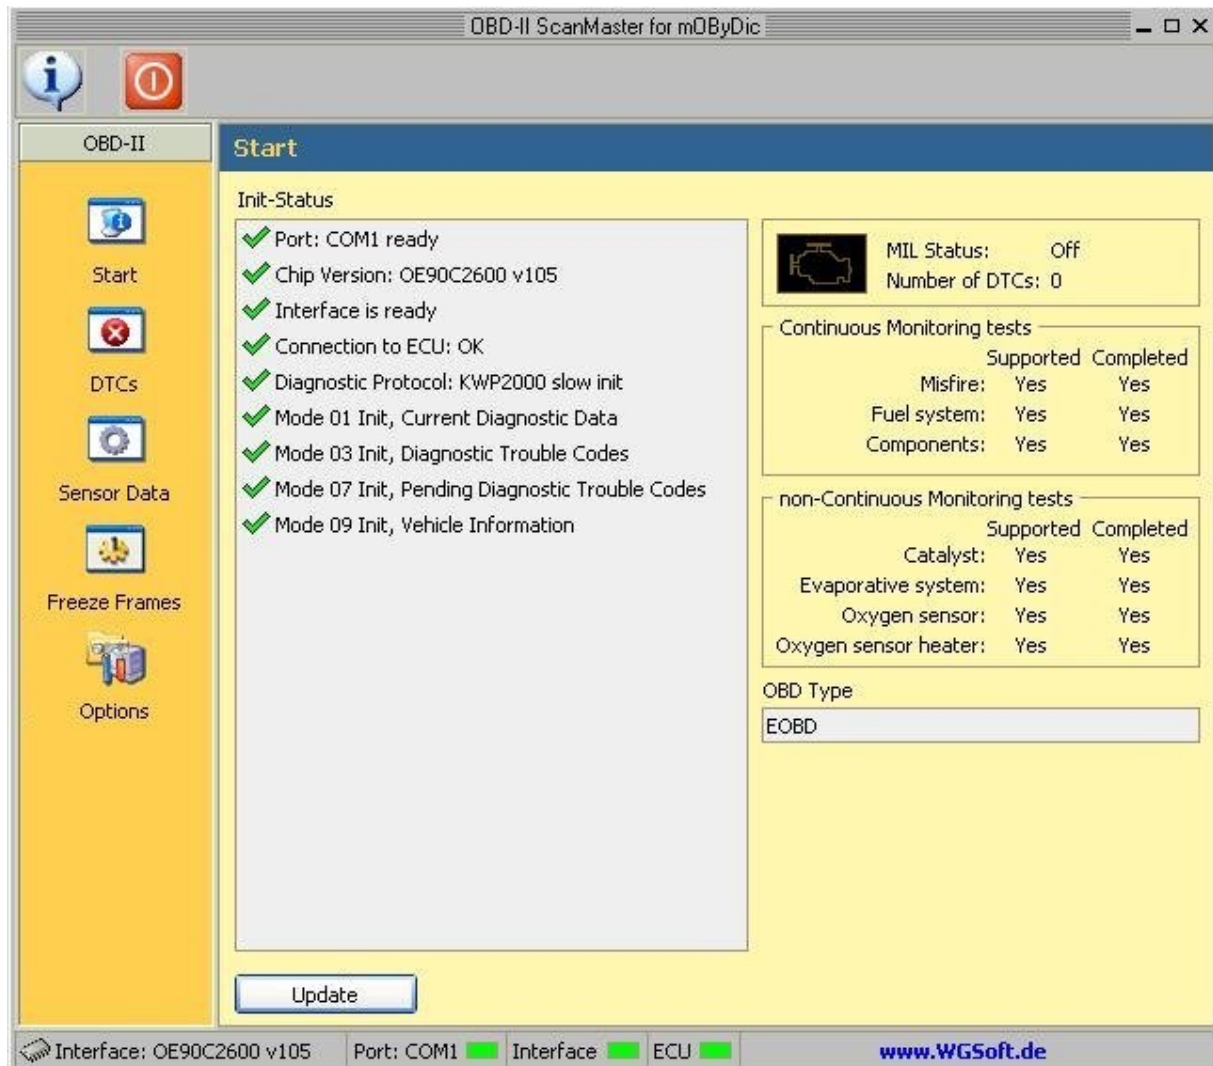 OBD-II ScanMaster for mOByDic
OBD-II
Start
DTCs
Sensor Data
Freeze Frames
Options
Start
Init-Status
Port: COM1 ready
Chip Version: OE90C2600 v105
Interface is ready
Connection to ECU: OK
Diagnostic Protocol: KWP2000 slow init
Mode 01 Init, Current Diagnostic Data
Mode 03 Init, Diagnostic Trouble Codes
Mode 07 Init, Pending Diagnostic Trouble Codes
Mode 09 Init, Vehicle Information
Update
MIL Status: Off
Number of DTCs: 0
Continuous Monitoring tests
Supported Completed
Misfire: Yes Yes
Fuel system: Yes Yes
Components: Yes Yes
non-Continuous Monitoring tests
Supported Completed
Catalyst: Yes Yes
Evaporative system: Yes Yes
Oxygen sensor: Yes Yes
Oxygen sensor heater: Yes Yes
OBD Type
EOBD
Interface: OE90C2600 v105 Port: COM1 Interface ECU www.WGSoft.de